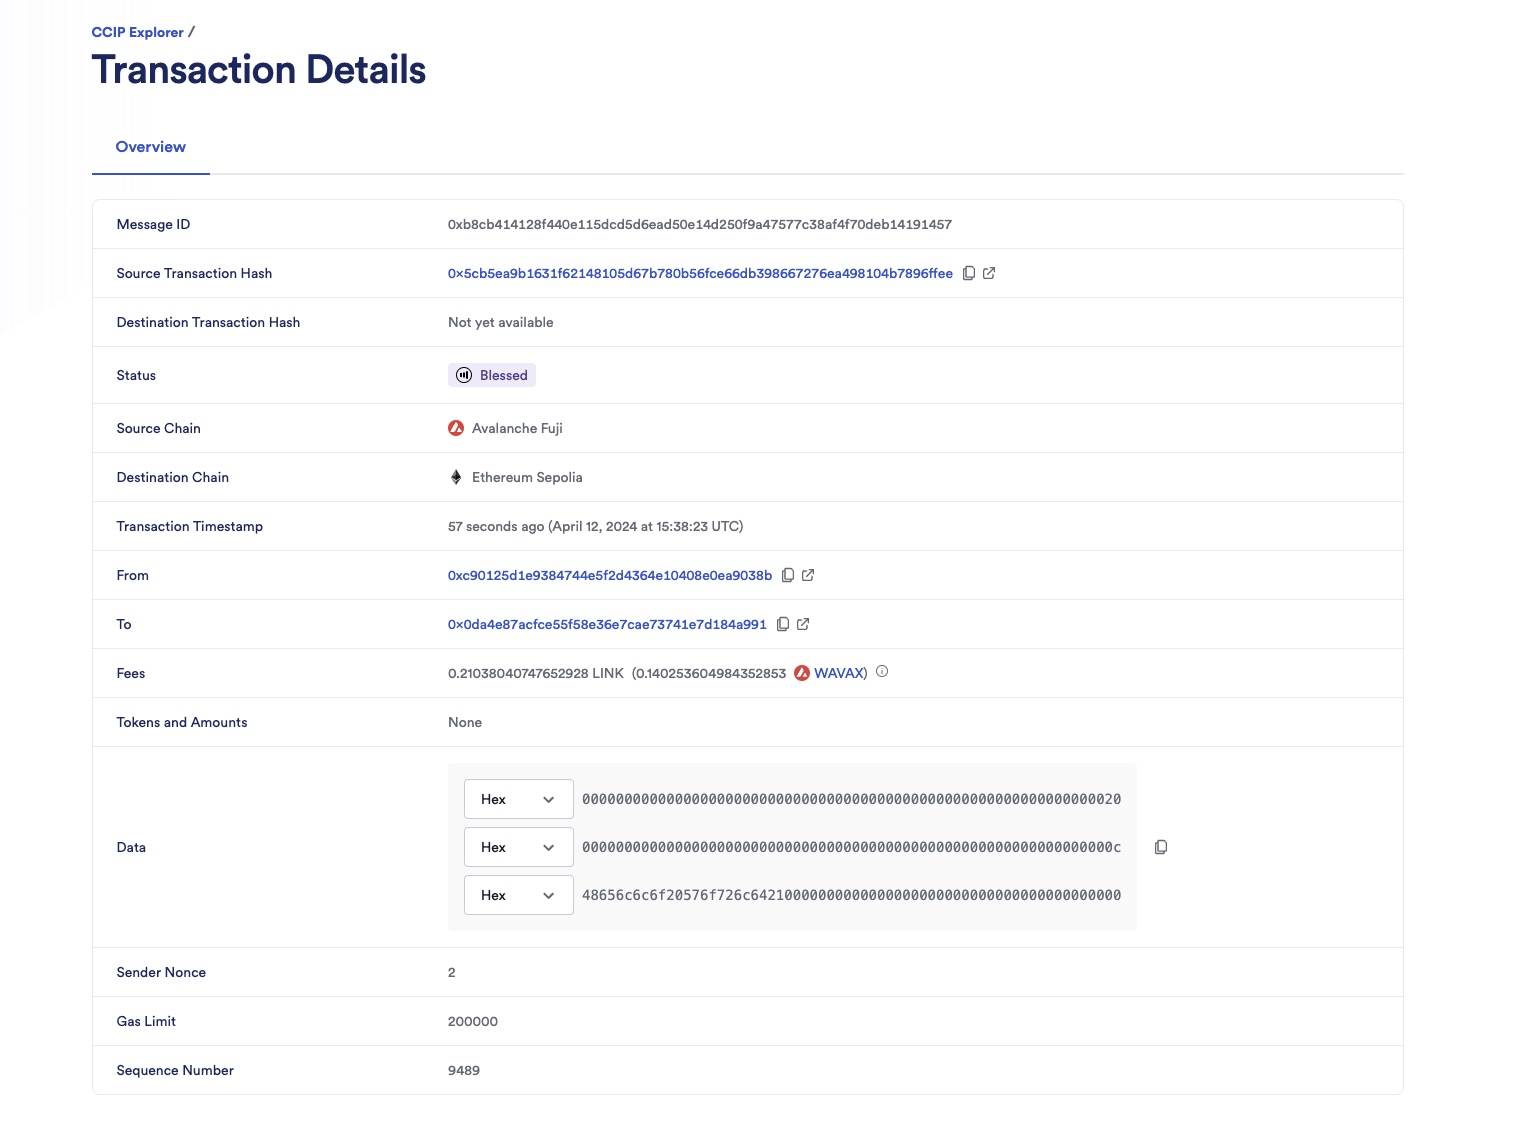 CCIP Explorer /
Transaction Details
Overview
Message ID 0xb8cb414128f440e115dcd5d6ead50e14d250f9a47577c38af4f70deb14191457
Source Transaction Hash 0x5cb5ea9b1631f62148105d67b780b56fce66db398667276ea498104b7896ffee
Destination Transaction Hash Not yet available
Status Blessed
Source Chain Avalanche Fuji
Destination Chain Ethereum Sepolia
Transaction Timestamp 57 seconds ago (April 12, 2024 at 15:38:23 UTC)
From 0xc90125d1e9384744e5f2d4364e10408e0ea9038b
To 0x0da4e87acfce55f58e36e7cae73741e7d184a991
Fees 0.21038040747652928 LINK (0.140253604984352853 WAVAX)
Tokens and Amounts None
Hex 0000000000000000000000000000000000000000000000000000000000000020
Data Hex 000000000000000000000000000000000000000000000000000000000000000c
Hex 48656c6c6f20576f726c64210000000000000000000000000000000000000000
Sender Nonce 2
Gas Limit 200000
Sequence Number 9489